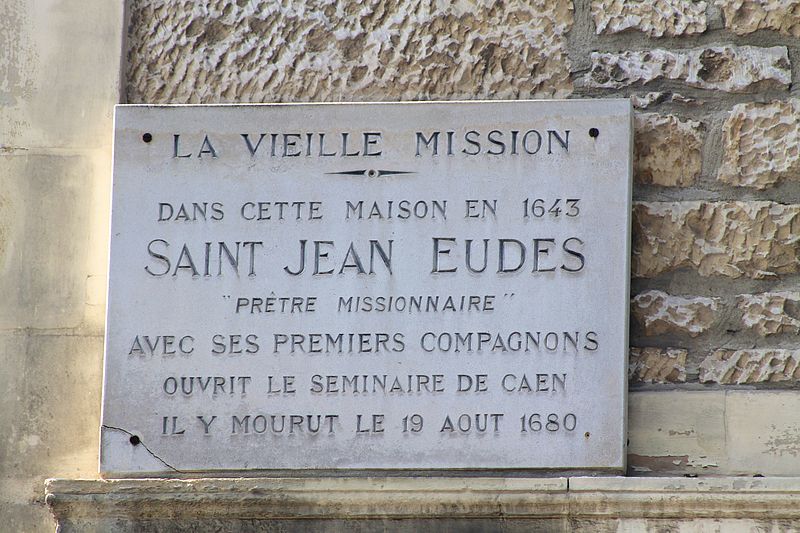 LA VIEILLE MISSION
DANS CETTE MAISON EN 1643
SAINT JEAN EUDES
"PRÊTRE MISSIONNAIRE"
AVEC SES PREMIERS COMPAGNONS
OUVRIT LE SEMINAIRE DE CAEN
IL Y MOURUT LE 19 AOUT 1680